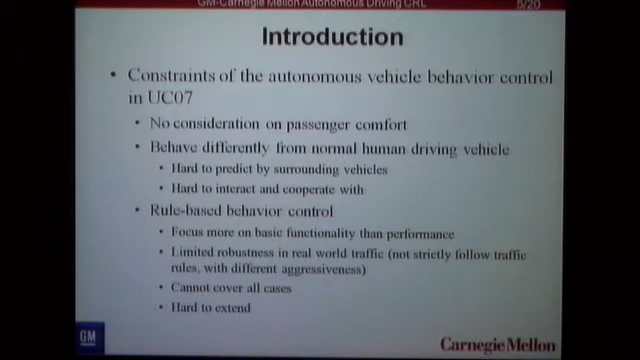 GM-Carnegie Mellon Autonomous Driving CRL
5/20
Introduction
• Constraints of the autonomous vehicle behavior control
in UC07
• No consideration on passenger comfort
• Behave differently from normal human driving vehicle
• Hard to predict by surrounding vehicles
• Hard to interact and cooperate with
• Rule-based behavior control
• Focus more on basic functionality than performance
• Limited robustness in real world traffic (not strictly follow traffic
rules, with different aggressiveness)
• Cannot cover all cases
• Hard to extend
GM
Carnegie Mellon